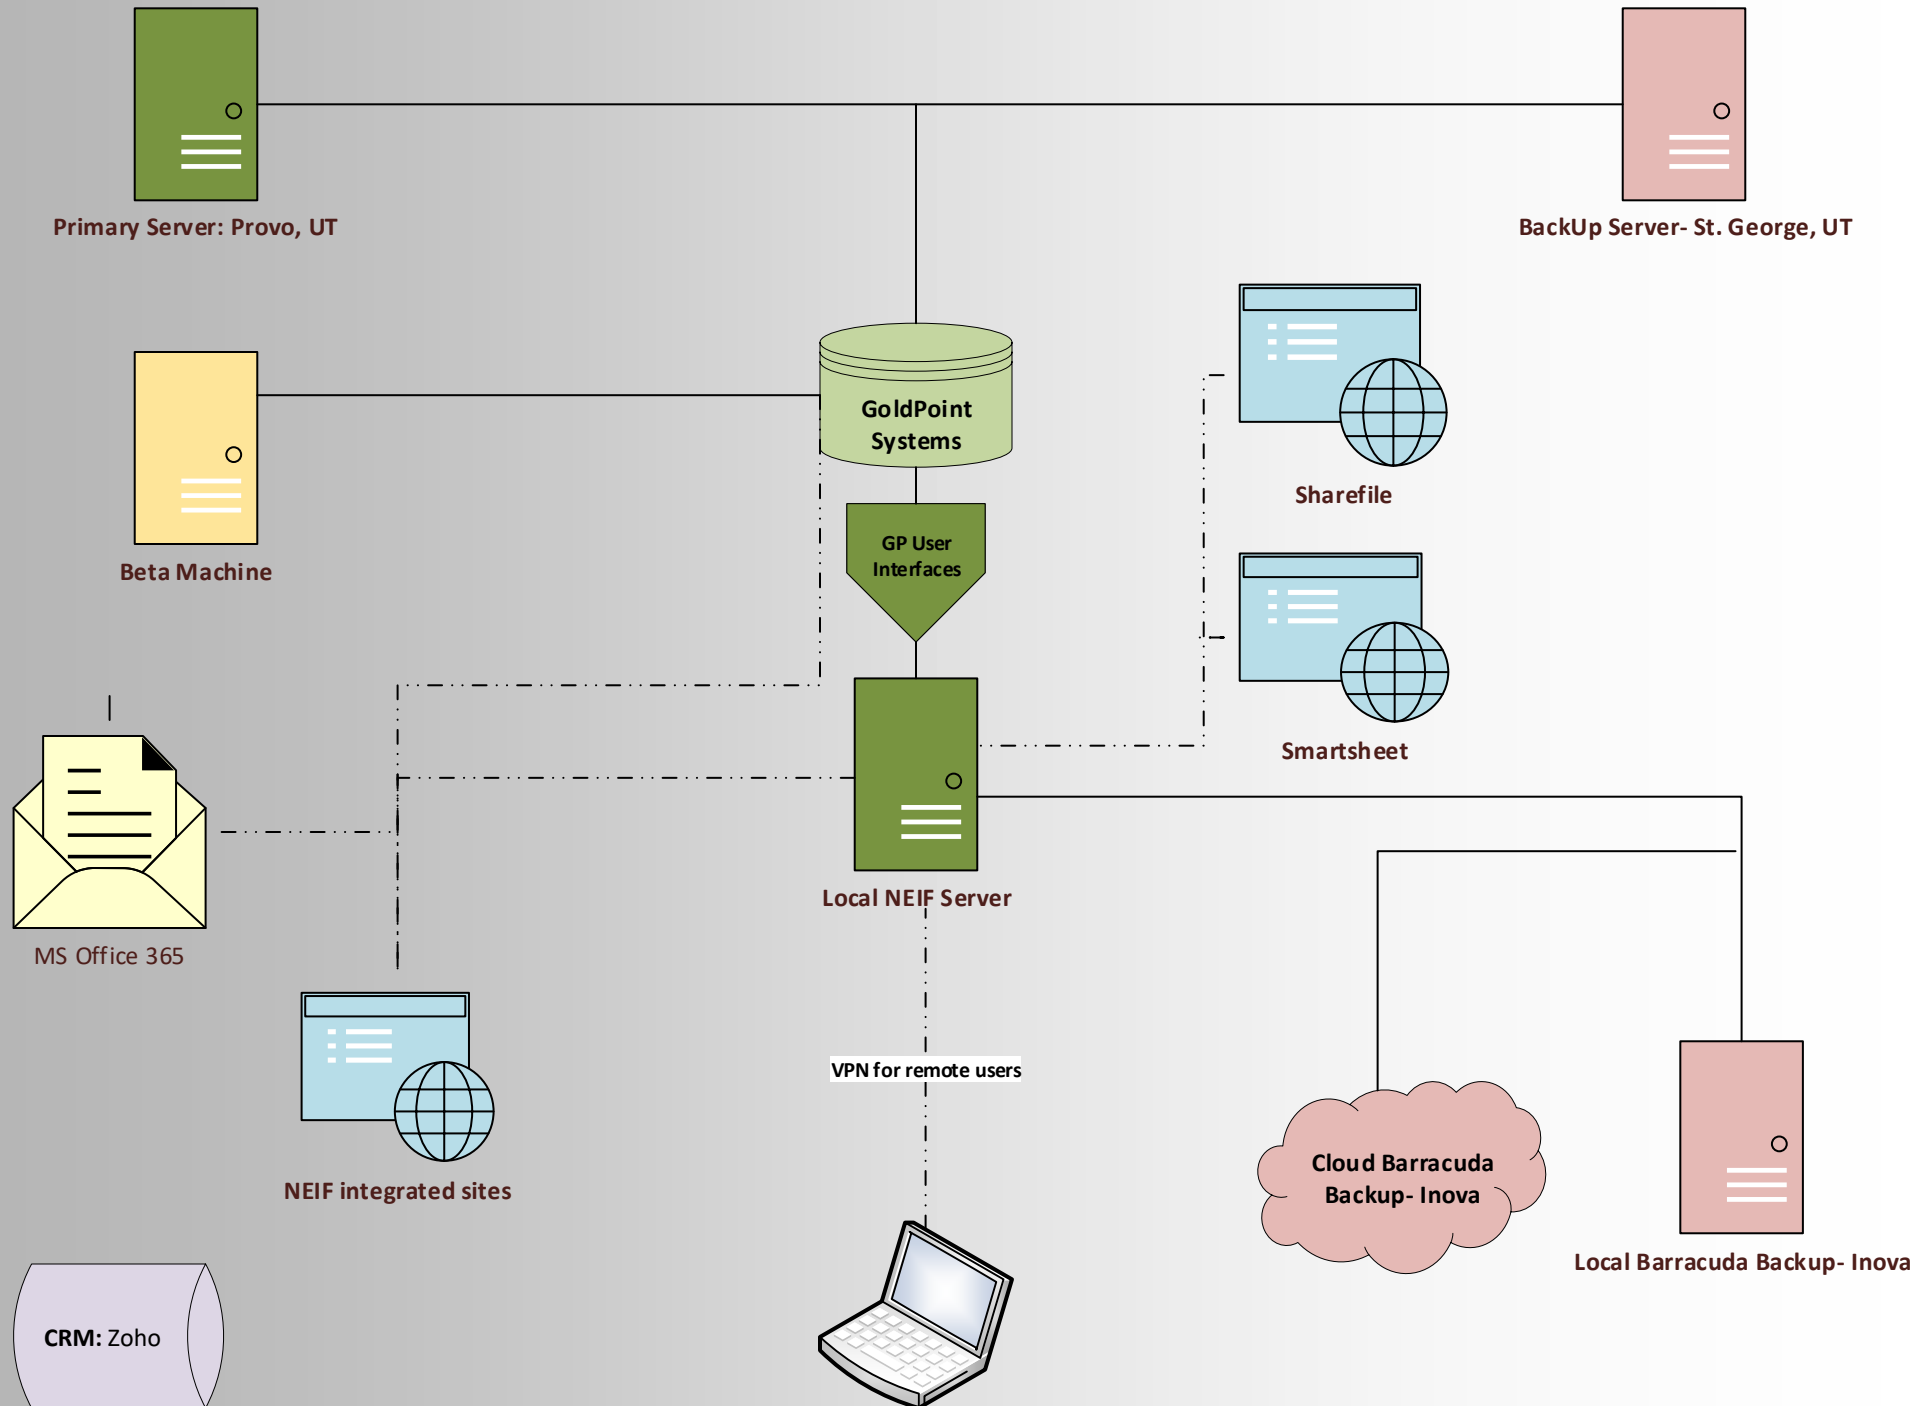 Primary Server: Provo, UT
BackUp Server- St. George, UT
GoldPoint
Systems
Sharefile
GP User
Interfaces
Beta Machine
Smartsheet
Local NEIF Server
MS Office 365
VPN for remote users
Cloud Barracuda
Backup- Inova
NEIF integrated sites
Local Barracuda Backup- Inova
CRM: Zoho